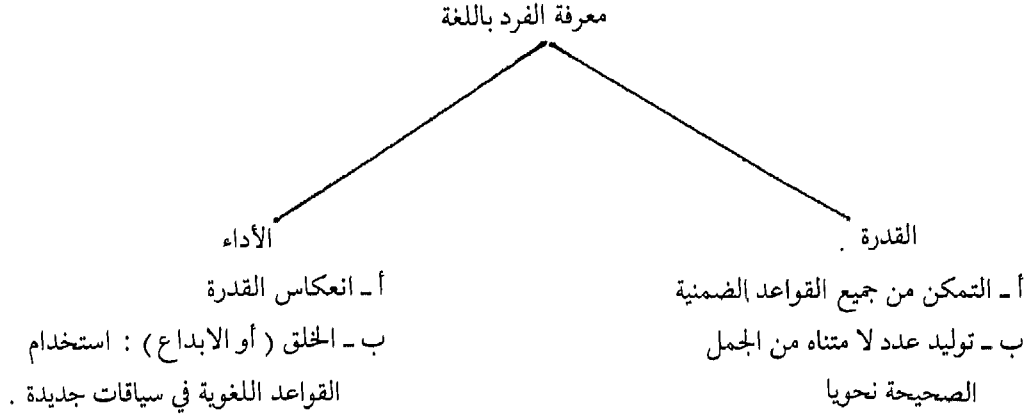 معرفة الفرد باللغة
القدرة .
أ ـ التمكن من جميع القواعد الضمنية
ب ـ توليد عدد لا متناه من الجمل
الصحيحة نحويا
الأداء
أ ـ انعكاس القدرة
ب ـ الخلق ( أو الابداع ) : استخدام
القواعد اللغوية في سياقات جديدة .